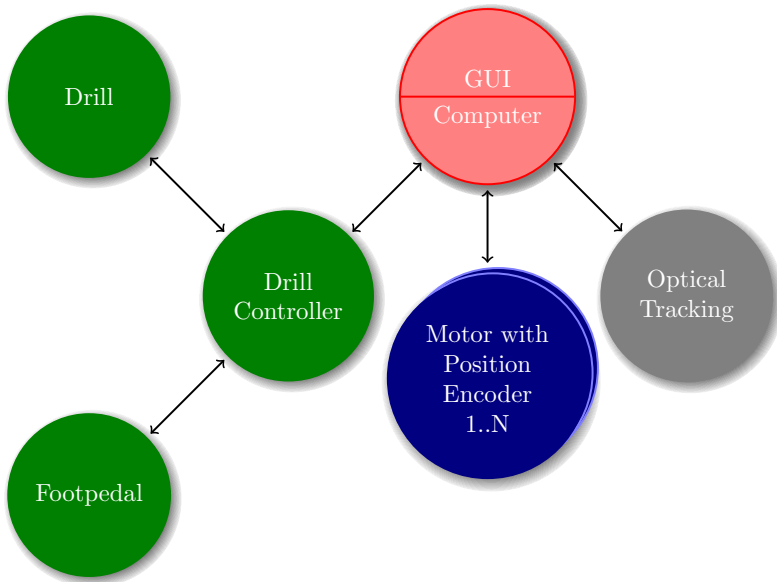 Drill
GUI
Computer
Drill
Controller
Optical
Tracking
Motor with
Position
Encoder
1..N
Footpedal